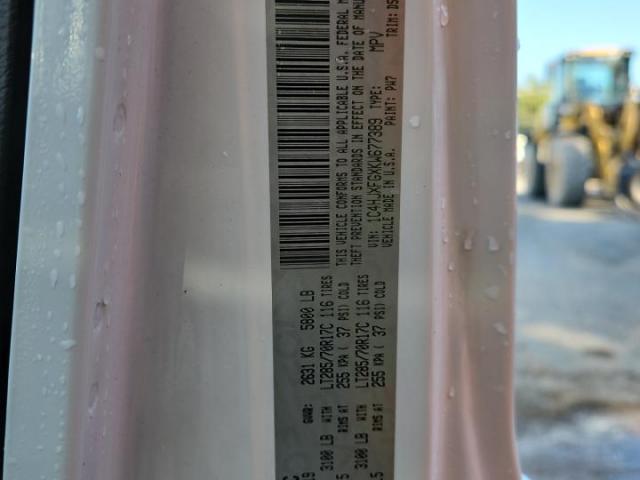 GVWR: 2631 KG 5800 LB
3100 LB WITH LT285/70R17C 116 TIRES
RIMS AT 255 KPA ( 37 PSI) COLD
3100 LB WITH LT285/70R17C 116 TIRES
RIMS AT 255 KPA ( 37 PSI) COLD
THIS VEHICLE CONFORMS TO ALL APPLICABLE U.S.A. FEDERAL
THEFT PREVENTION STANDARDS IN EFFECT ON THE DATE OF
VIN: 1C4HJXFGXKW677389 TYPE: MPV
VEHICLE MADE IN U.S.A. PAINT: PW7 TRIM: